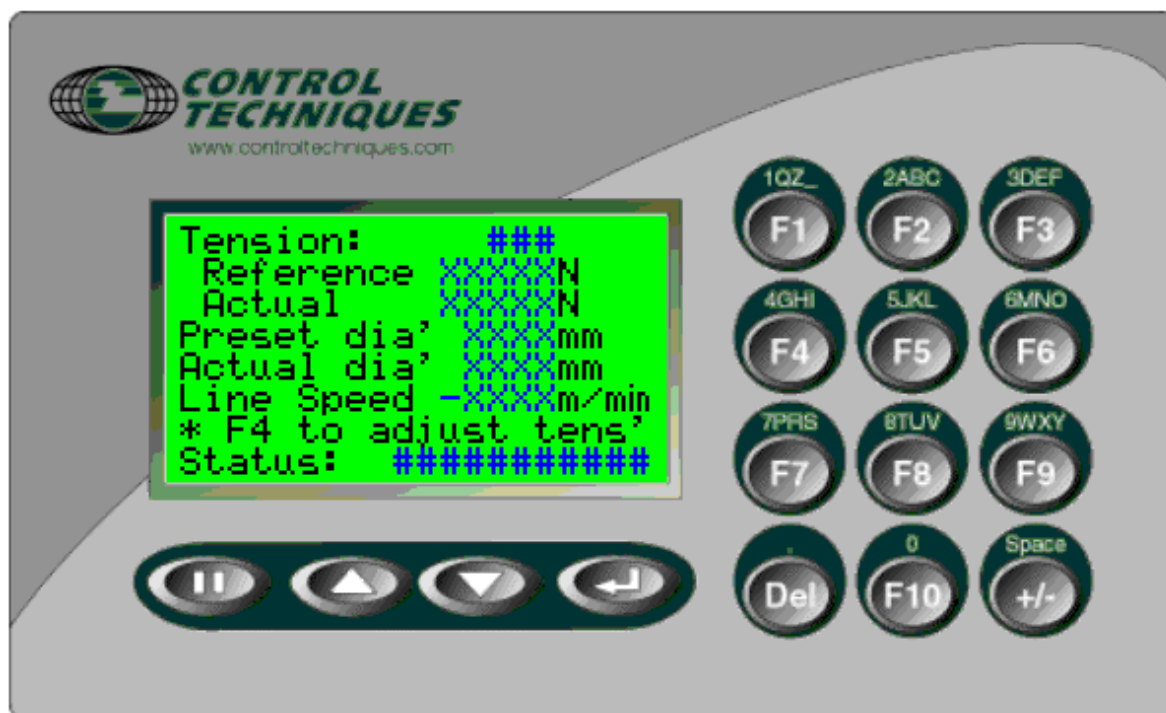 CONTROL
TECHNIQUES
www.controltechniques.com
Tension: ###
Reference XXXXXN
Actual XXXXXN
Preset dia’ XXXXmm
Actual dia’ XXXXmm
Line Speed -XXXXm/min
* F4 to adjust tens’
Status: ###########
1QZ_ 2ABC 3DEF
F1 F2 F3
4GHI 5JKL 6MNO
F4 F5 F6
7PRS 8TUV 9WXY
F7 F8 F9
. 0 Space
Del F10 +/-